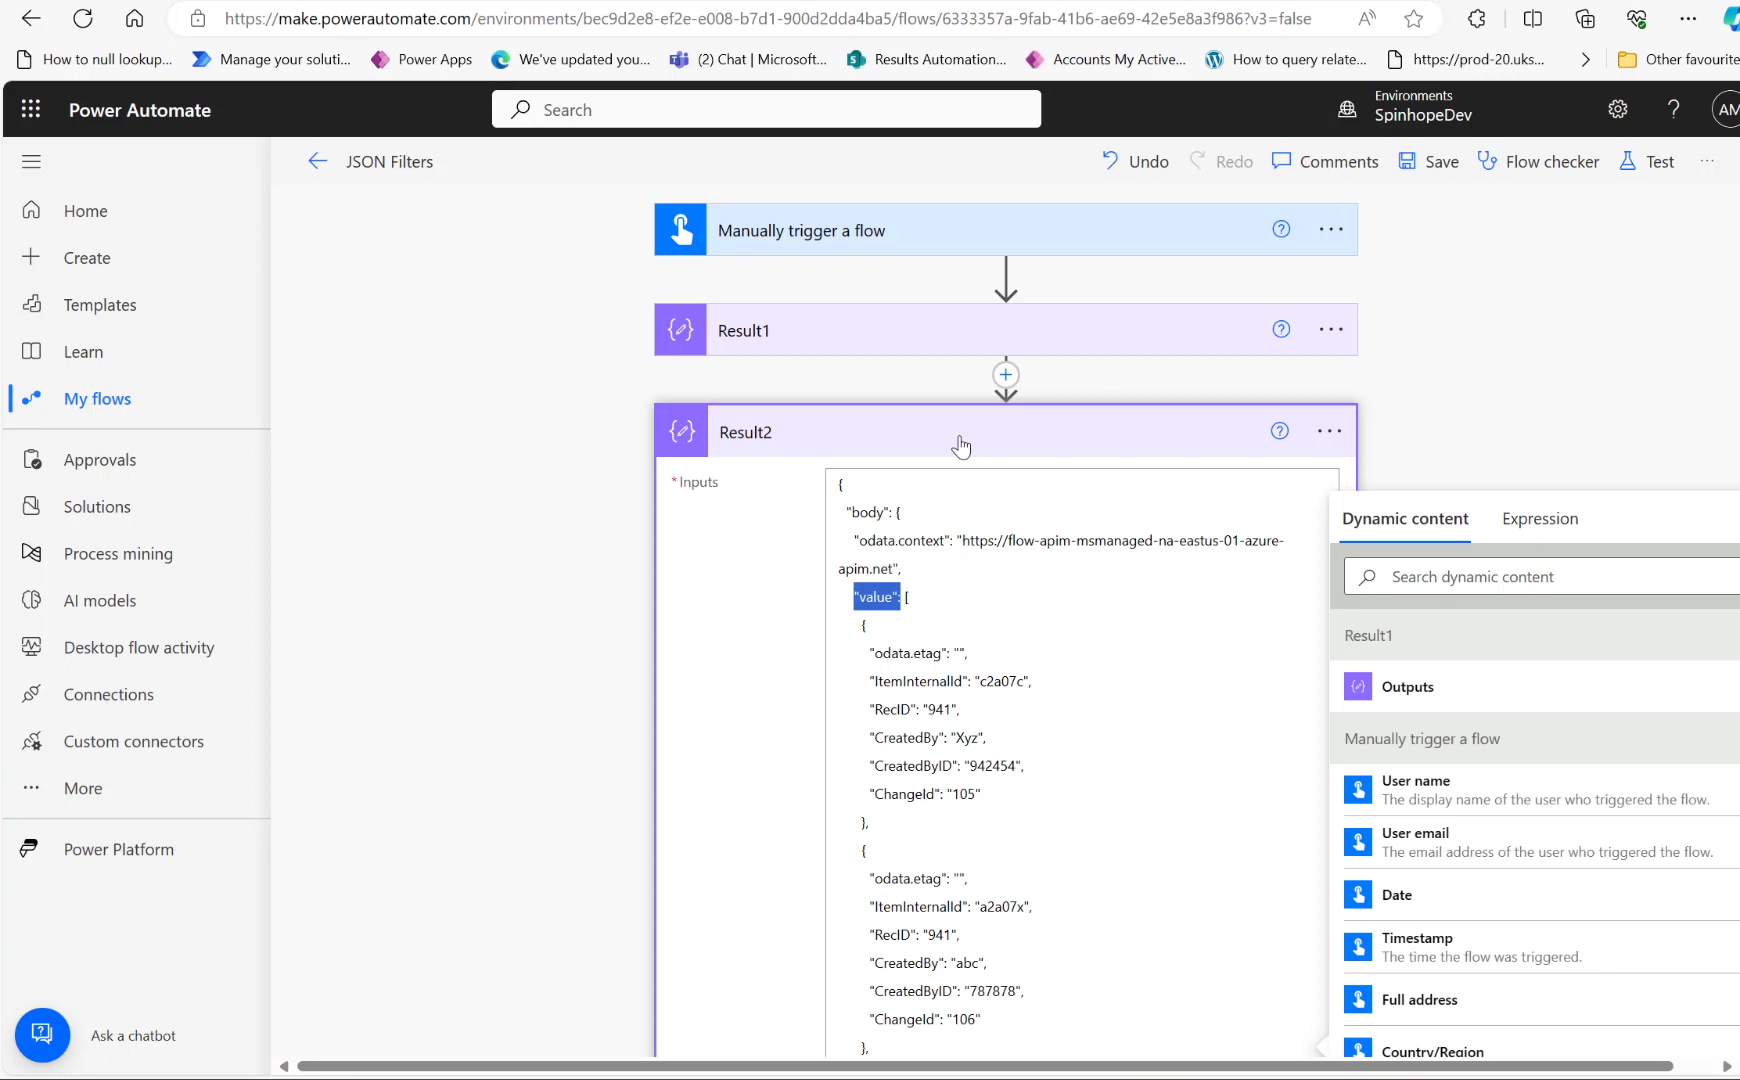 https://make.powerautomate.com/environments/bec9d2e8-ef2e-e008-b7d1-900d2dda4ba5/flows/6333357a-9fab-41b6-ae69-42e5e8a3f986?v3=false
How to null lookup...
Manage your soluti...
Power Apps
We've updated you...
(2) Chat | Microsoft...
Results Automation...
Accounts My Active...
How to query relate...
https://prod-20.uks...
Other favourite
Power Automate
Search
Environments
SpinhopeDev
AM
JSON Filters
Undo
Redo
Comments
Save
Flow checker
Test
Home
Create
Templates
Learn
My flows
Approvals
Solutions
Process mining
AI models
Desktop flow activity
Connections
Custom connectors
More
Power Platform
Ask a chatbot
Manually trigger a flow
Result1
Result2
* Inputs
{
"body": {
"odata.context": "https://flow-apim-msmanaged-na-eastus-01-azure-
apim.net",
"value": [
{
"odata.etag": "",
"ItemInternalId": "c2a07c",
"RecID": "941",
"CreatedBy": "Xyz",
"CreatedByID": "942454",
"ChangeId": "105"
},
{
"odata.etag": "",
"ItemInternalId": "a2a07x",
"RecID": "941",
"CreatedBy": "abc",
"CreatedByID": "787878",
"ChangeId": "106"
},
Dynamic content
Expression
Search dynamic content
Result1
Outputs
Manually trigger a flow
User name
The display name of the user who triggered the flow.
User email
The email address of the user who triggered the flow.
Date
Timestamp
The time the flow was triggered.
Full address
Country/Region